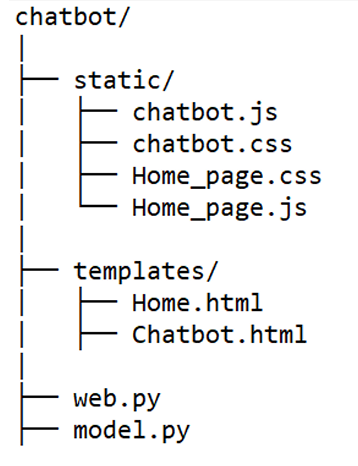 chatbot/
│
├── static/
│   ├── chatbot.js
│   ├── chatbot.css
│   ├── Home_page.css
│   └── Home_page.js
│
├── templates/
│   ├── Home.html
│   ├── Chatbot.html
│
├── web.py
├── model.py